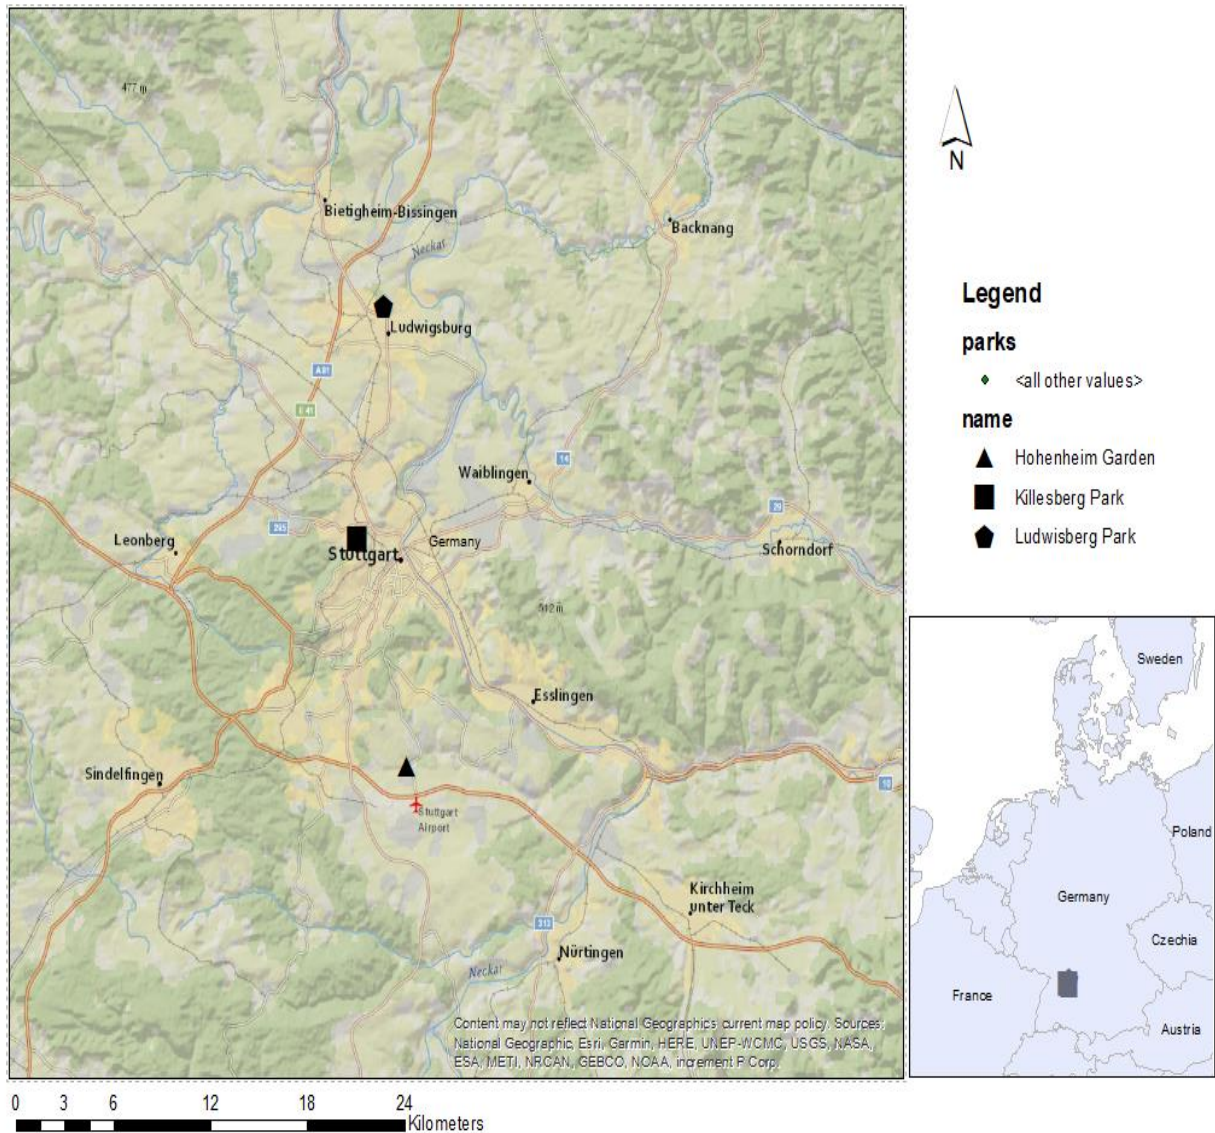 477 m
Bietigheim-Bissingen
Backnang
Neckar
Ludwigsburg
A81
E 41
Waiblingen
14
29
295
Leonberg
Stuttgart
Germany
Schorndorf
512 m
Esslingen
Sindelfingen
10
Stuttgart
Airport
Kirchheim
unter Teck
313
Nürtingen
Neckar
Content may not reflect National Geographic's current map policy. Sources:
National Geographic, Esri, Garmin, HERE, UNEP-WCMC, USGS, NASA,
ESA, METI, NRCAN, GEBCO, NOAA, increment P Corp.
0 3 6 12 18 24
Kilometers
N
Legend
parks
<all other values>
name
Hohenheim Garden
Killesberg Park
Ludwisberg Park
Sweden
Poland
Germany
Czechia
France
Austria